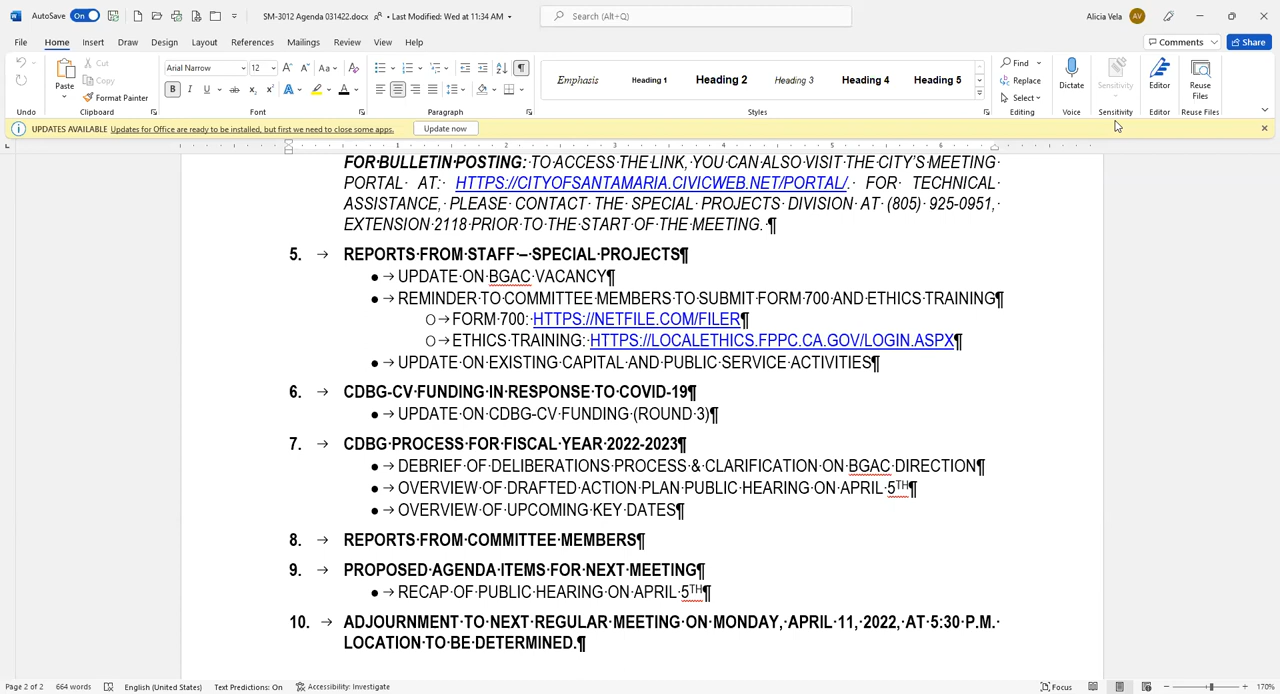 AutoSave On SM-3012 Agenda 031422.docx • Last Modified: Wed at 11:34 AM Search (Alt+Q) Alicia Vela AV
File Home Insert Draw Design Layout References Mailings Review View Help Comments Share
Cut Arial Narrow 12 A A Aa Find
Paste Copy Emphasis Heading 1 Heading 2 Heading 3 Heading 4 Heading 5 Replace Dictate Sensitivity Editor Reuse Files
Format Painter B I U ab x₂ x² A A Select
Undo Clipboard Font Paragraph Styles Editing Voice Sensitivity Editor Reuse Files
UPDATES AVAILABLE Updates for Office are ready to be installed, but first we need to close some apps. Update now
1 2 3 4 5 6
FOR BULLETIN POSTING: TO ACCESS THE LINK, YOU CAN ALSO VISIT THE CITY'S MEETING
PORTAL AT: HTTPS://CITYOFSANTAMARIA.CIVICWEB.NET/PORTAL/. FOR TECHNICAL
ASSISTANCE, PLEASE CONTACT THE SPECIAL PROJECTS DIVISION AT (805) 925-0951,
EXTENSION 2118 PRIOR TO THE START OF THE MEETING. ¶
5. → REPORTS FROM STAFF – SPECIAL PROJECTS¶
● → UPDATE ON BGAC VACANCY¶
● → REMINDER TO COMMITTEE MEMBERS TO SUBMIT FORM 700 AND ETHICS TRAINING¶
○ → FORM 700: HTTPS://NETFILE.COM/FILER¶
○ → ETHICS TRAINING: HTTPS://LOCALETHICS.FPPC.CA.GOV/LOGIN.ASPX¶
● → UPDATE ON EXISTING CAPITAL AND PUBLIC SERVICE ACTIVITIES¶
6. → CDBG-CV FUNDING IN RESPONSE TO COVID-19¶
● → UPDATE ON CDBG-CV FUNDING (ROUND 3)¶
7. → CDBG PROCESS FOR FISCAL YEAR 2022-2023¶
● → DEBRIEF OF DELIBERATIONS PROCESS & CLARIFICATION ON BGAC DIRECTION¶
● → OVERVIEW OF DRAFTED ACTION PLAN PUBLIC HEARING ON APRIL 5TH¶
● → OVERVIEW OF UPCOMING KEY DATES¶
8. → REPORTS FROM COMMITTEE MEMBERS¶
9. → PROPOSED AGENDA ITEMS FOR NEXT MEETING¶
● → RECAP OF PUBLIC HEARING ON APRIL 5TH¶
10. → ADJOURNMENT TO NEXT REGULAR MEETING ON MONDAY, APRIL 11, 2022, AT 5:30 P.M.
LOCATION TO BE DETERMINED.¶
Page 2 of 2 664 words English (United States) Text Predictions: On Accessibility: Investigate Focus 170%